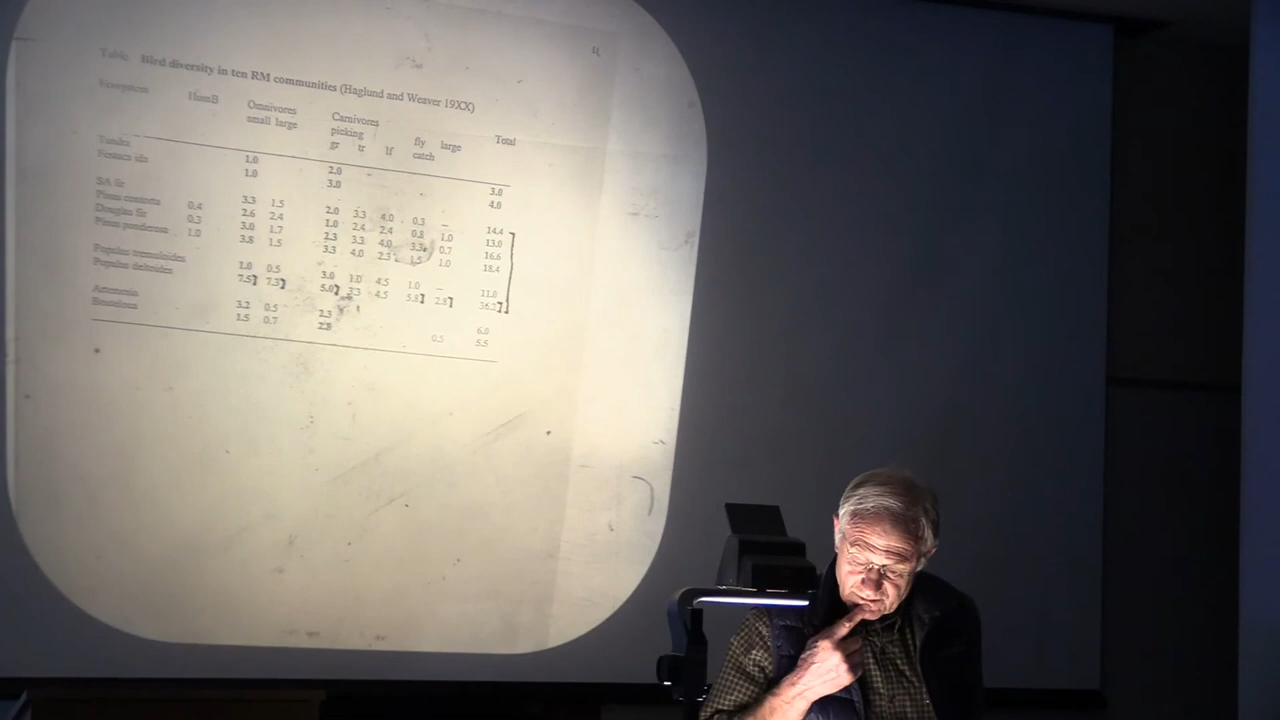 Table Bird diversity in ten RM communities (Haglund and Weaver 19XX)
Ecosystem HumB Omnivores Carnivores Total
small large picking fly large
gr tr lf catch
Tundra 1.0 2.0 3.0
Festuca ida 1.0 3.0 4.0
SA fir 3.3 1.5 2.0 3.3 4.0 0.3 – 14.4
Pinus contorta 0.4 2.6 2.4 1.0 2.4 2.4 0.8 1.0 13.0
Douglas fir 0.3 3.0 1.7 2.3 3.3 4.0 3.3 0.7 16.6
Pinus ponderosa 1.0 3.8 1.5 3.3 4.0 2.3 1.5 1.0 18.4
Populus tremuloides 1.0 0.5 3.0 1.0 4.5 1.0 – 11.0
Populus deltoides 7.5 7.3 5.0 3.3 4.5 5.8 2.8 36.2
Artemesia 3.2 0.5 2.3 6.0
Bouteloua 1.5 0.7 2.8 0.5 5.5